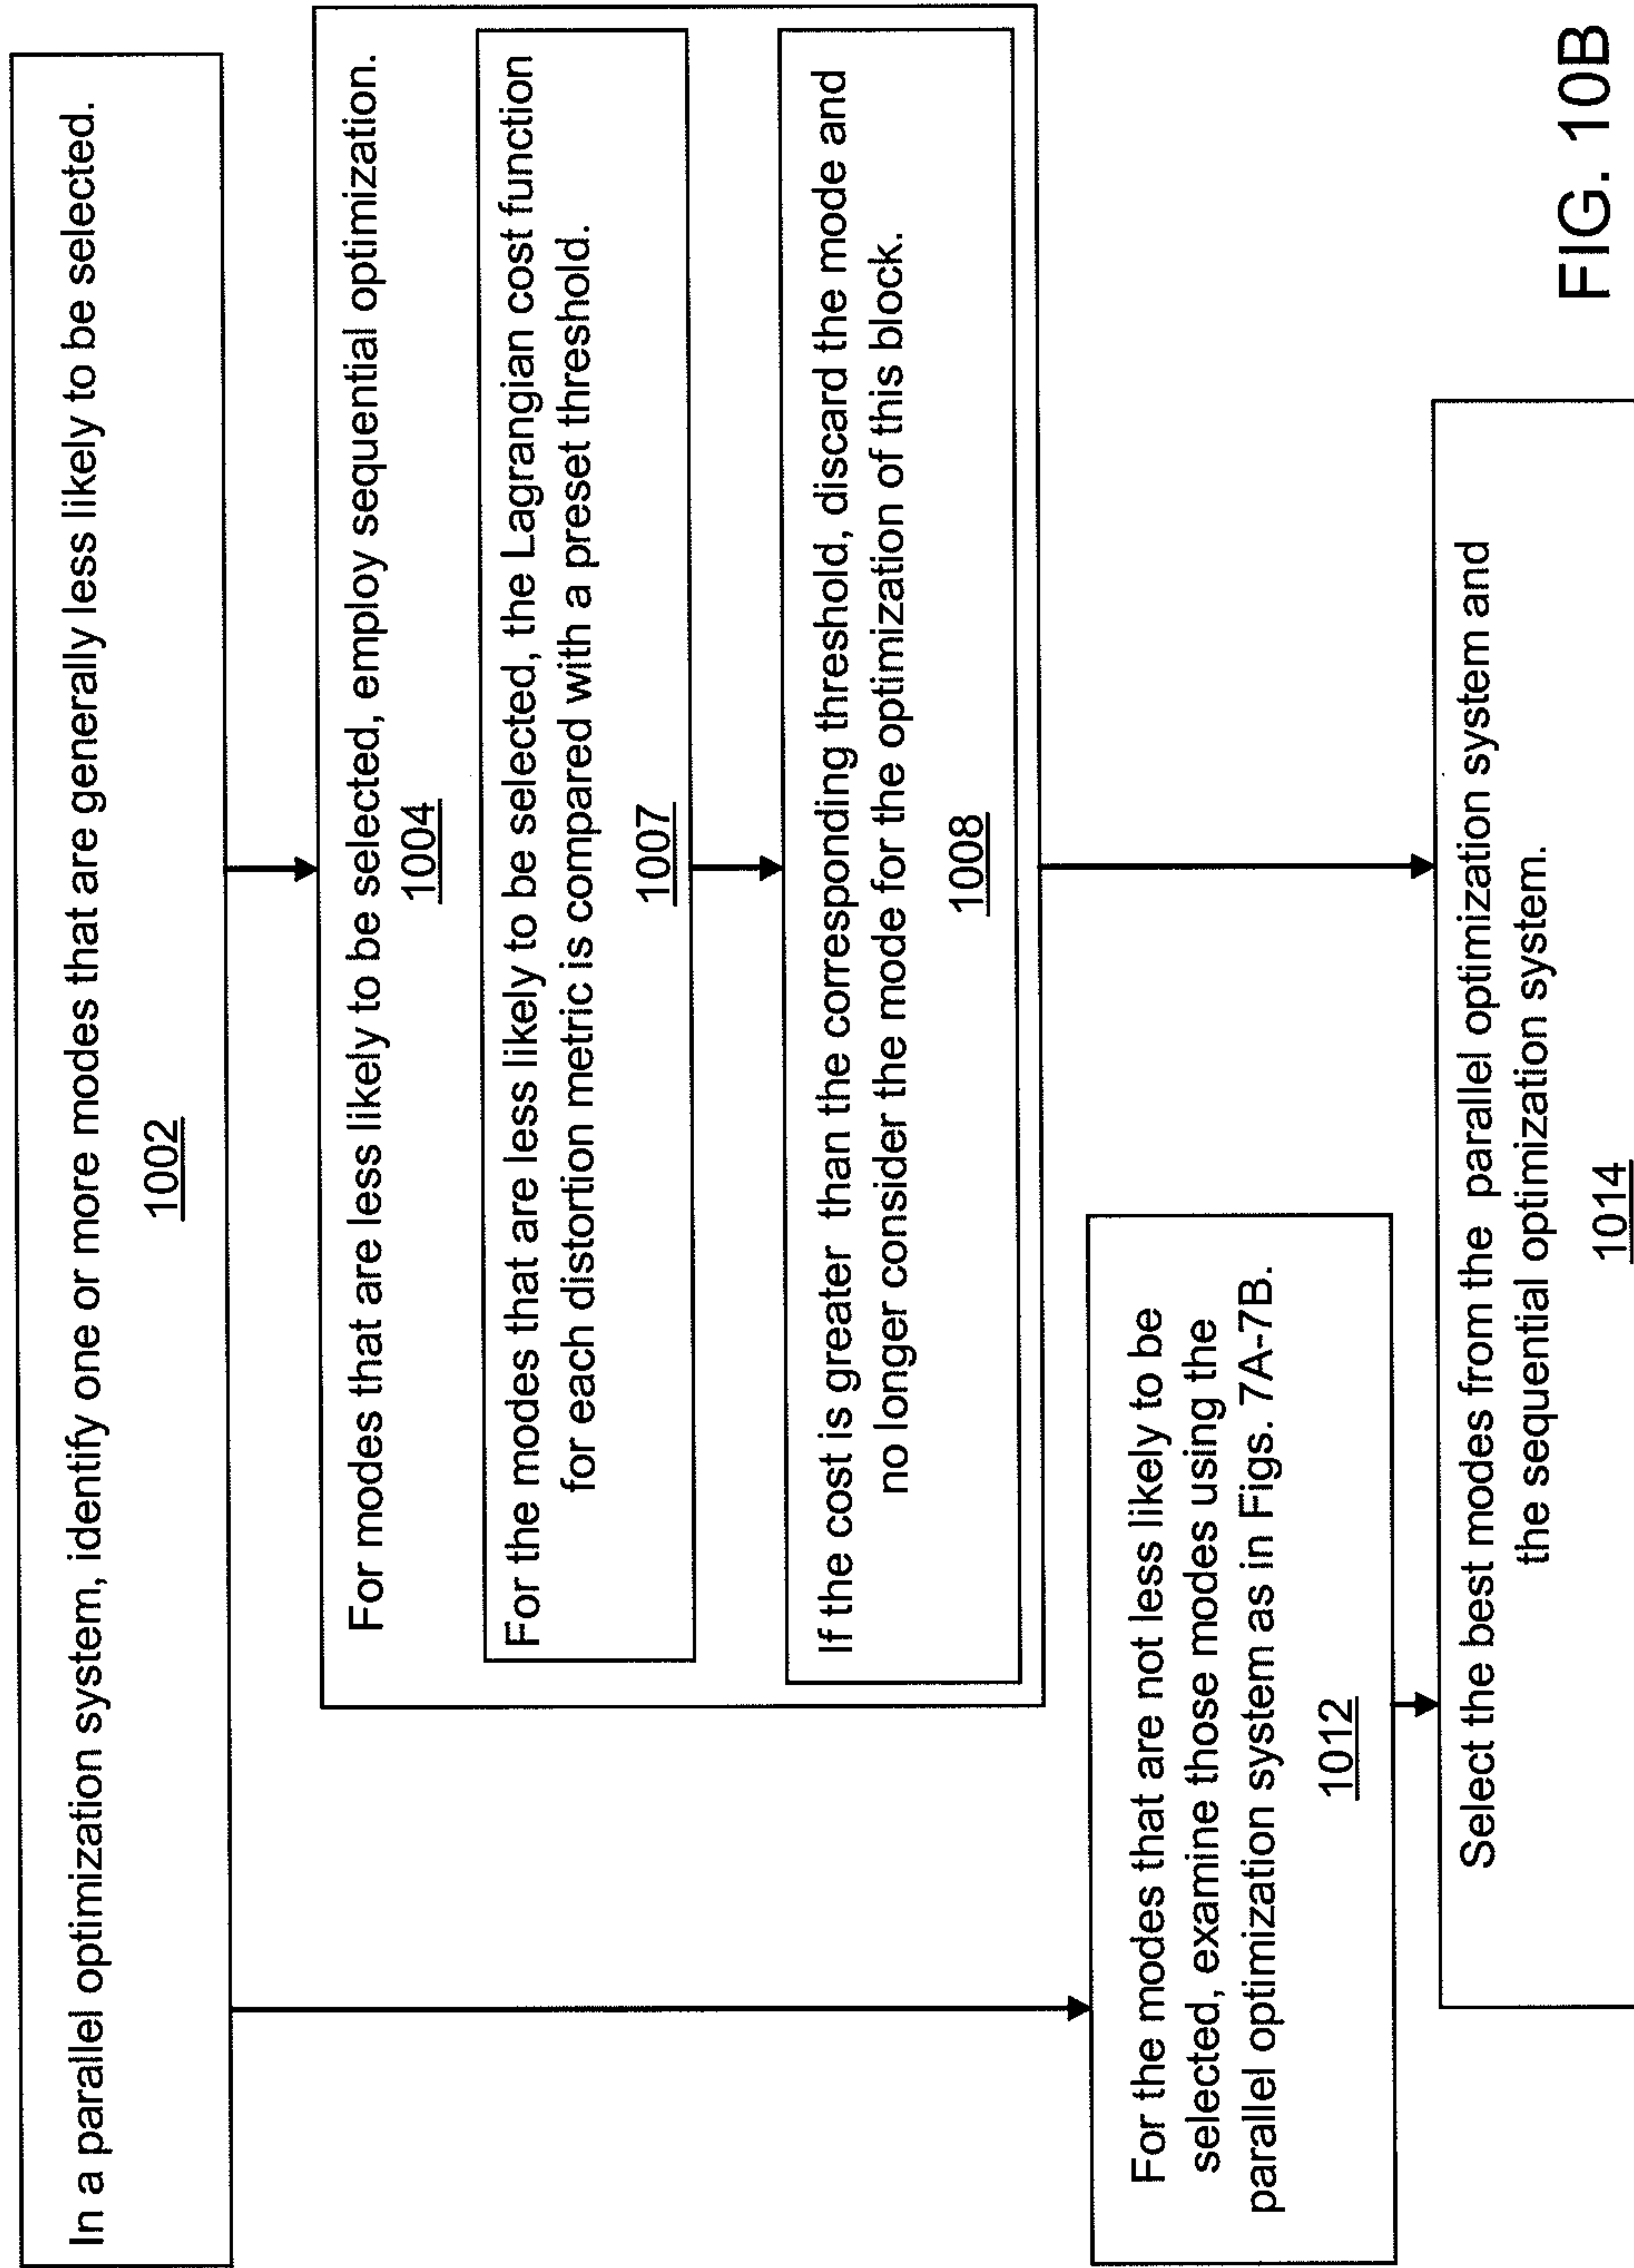 In a parallel optimization system, identify one or more modes that are generally less likely to be selected.
1002
For modes that are less likely to be selected, employ sequential optimization.
1004
For the modes that are less likely to be selected, the Lagrangian cost function
for each distortion metric is compared with a preset threshold.
1007
If the cost is greater than the corresponding threshold, discard the mode and
no longer consider the mode for the optimization of this block.
1008
For the modes that are not less likely to be
selected, examine those modes using the
parallel optimization system as in Figs. 7A-7B.
1012
Select the best modes from the parallel optimization system and
the sequential optimization system.
1014
FIG. 10B